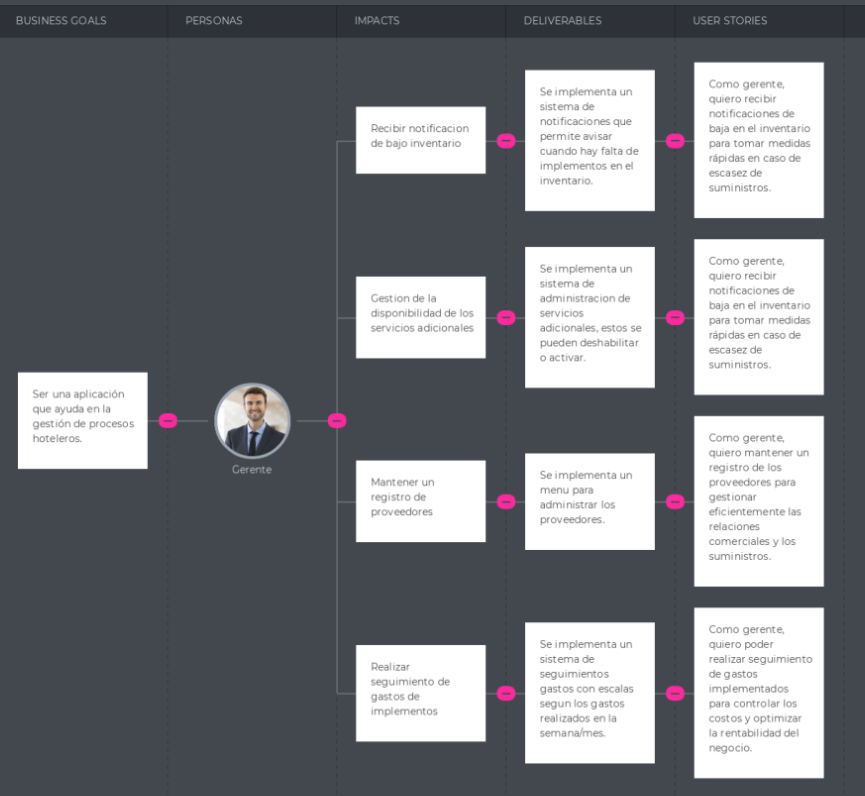 BUSINESS GOALS
PERSONAS
IMPACTS
DELIVERABLES
USER STORIES
Ser una aplicación
que ayuda en la
gestión de procesos
hoteleros.
Gerente
Recibir notificacion
de bajo inventario
Se implementa un
sistema de
notificaciones que
permite avisar
cuando hay falta de
implementos en el
inventario.
Como gerente,
quiero recibir
notificaciones de
baja en el inventario
para tomar medidas
rápidas en caso de
escasez de
suministros.
Gestion de la
disponibilidad de los
servicios adicionales
Se implementa un
sistema de
administracion de
servicios
adicionales, estos se
pueden deshabilitar
o activar.
Como gerente,
quiero recibir
notificaciones de
baja en el inventario
para tomar medidas
rápidas en caso de
escasez de
suministros.
Mantener un
registro de
proveedores
Se implementa un
menu para
administrar los
proveedores.
Como gerente,
quiero mantener un
registro de los
proveedores para
gestionar
eficientemente las
relaciones
comerciales y los
suministros.
Realizar
seguimiento de
gastos de
implementos
Se implementa un
sistema de
seguimientos
gastos con escalas
segun los gastos
realizados en la
semana/mes.
Como gerente,
quiero poder
realizar seguimiento
de gastos
implementados
para controlar los
costos y optimizar
la rentabilidad del
negocio.